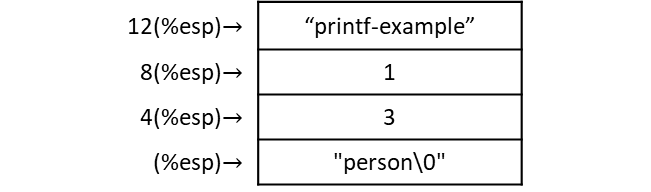 12(%esp)→ “printf-example”
8(%esp)→ 1
4(%esp)→ 3
(%esp)→ "person\0"